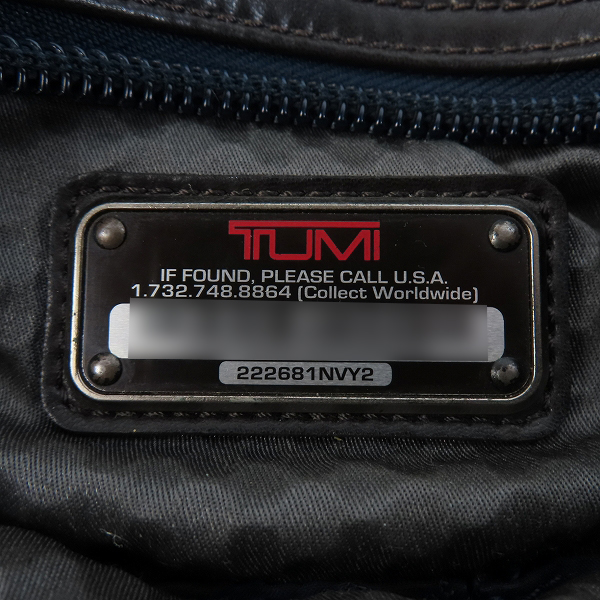 TUMI
IF FOUND, PLEASE CALL U.S.A.
1.732.748.8864 (Collect Worldwide)
222681NVY2